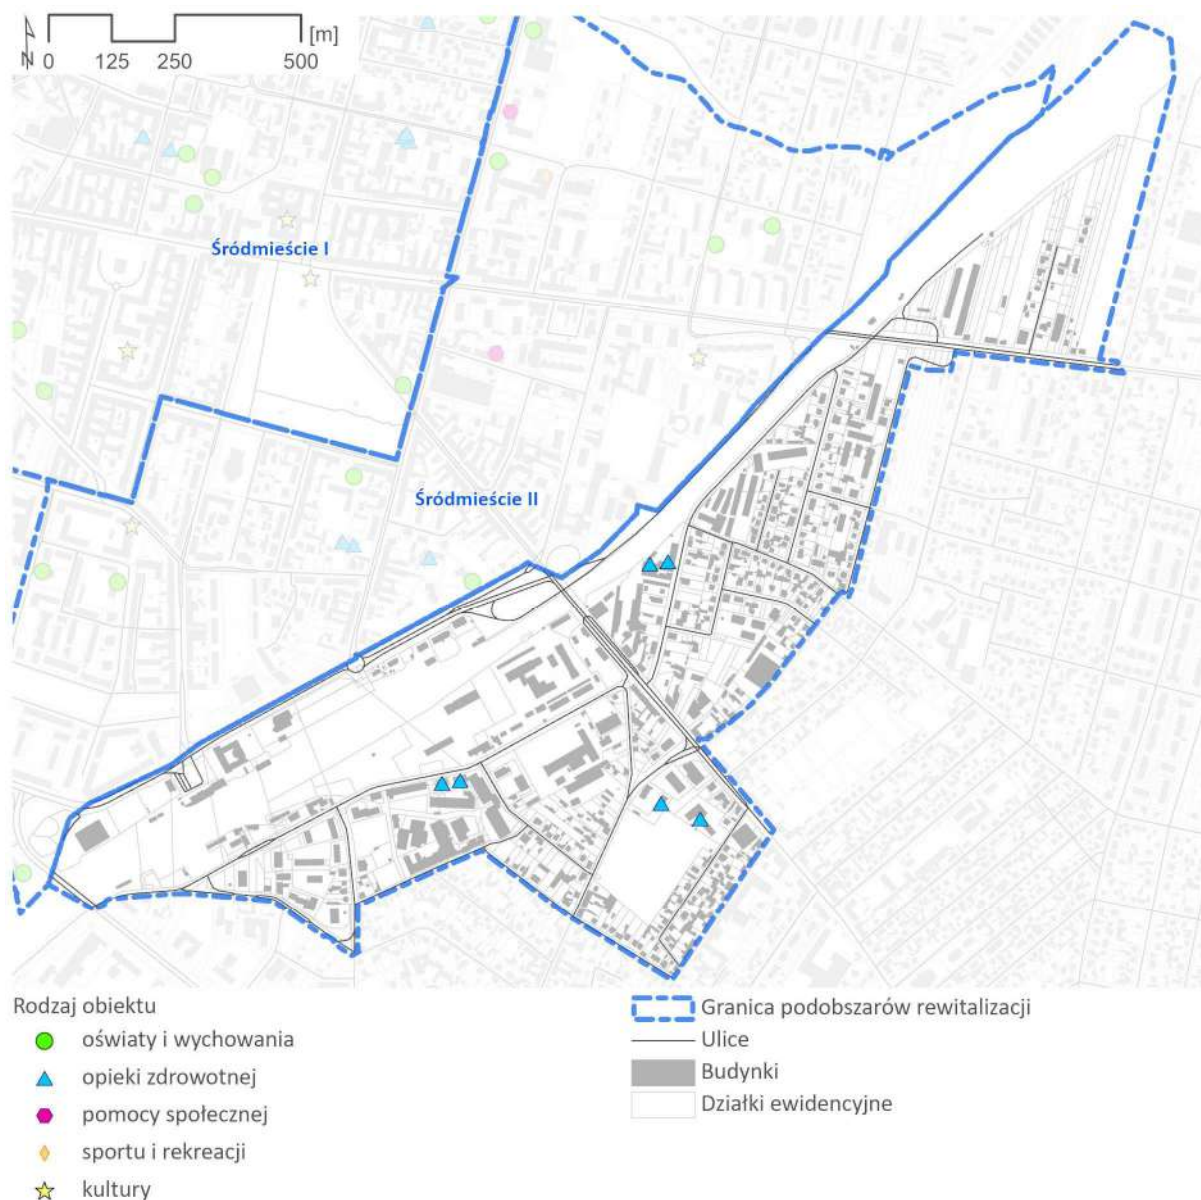 [m]
N 0 125 250 500
Śródmieście I
Śródmieście II
Rodzaj obiektu
oświaty i wychowania
opieki zdrowotnej
pomocy społecznej
sportu i rekreacji
kultury
Granica podobszarów rewitalizacji
Ulice
Budynki
Działki ewidencyjne